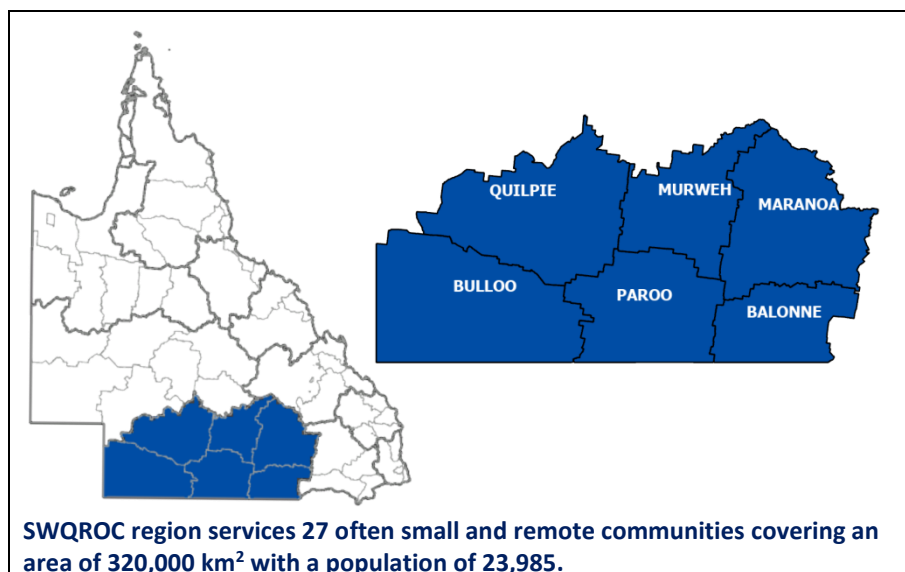 QUILPIE
MURWEH
MARANOA
BULLOO
PAROO
BALONNE
SWQROC region services 27 often small and remote communities covering an
area of 320,000 km² with a population of 23,985.